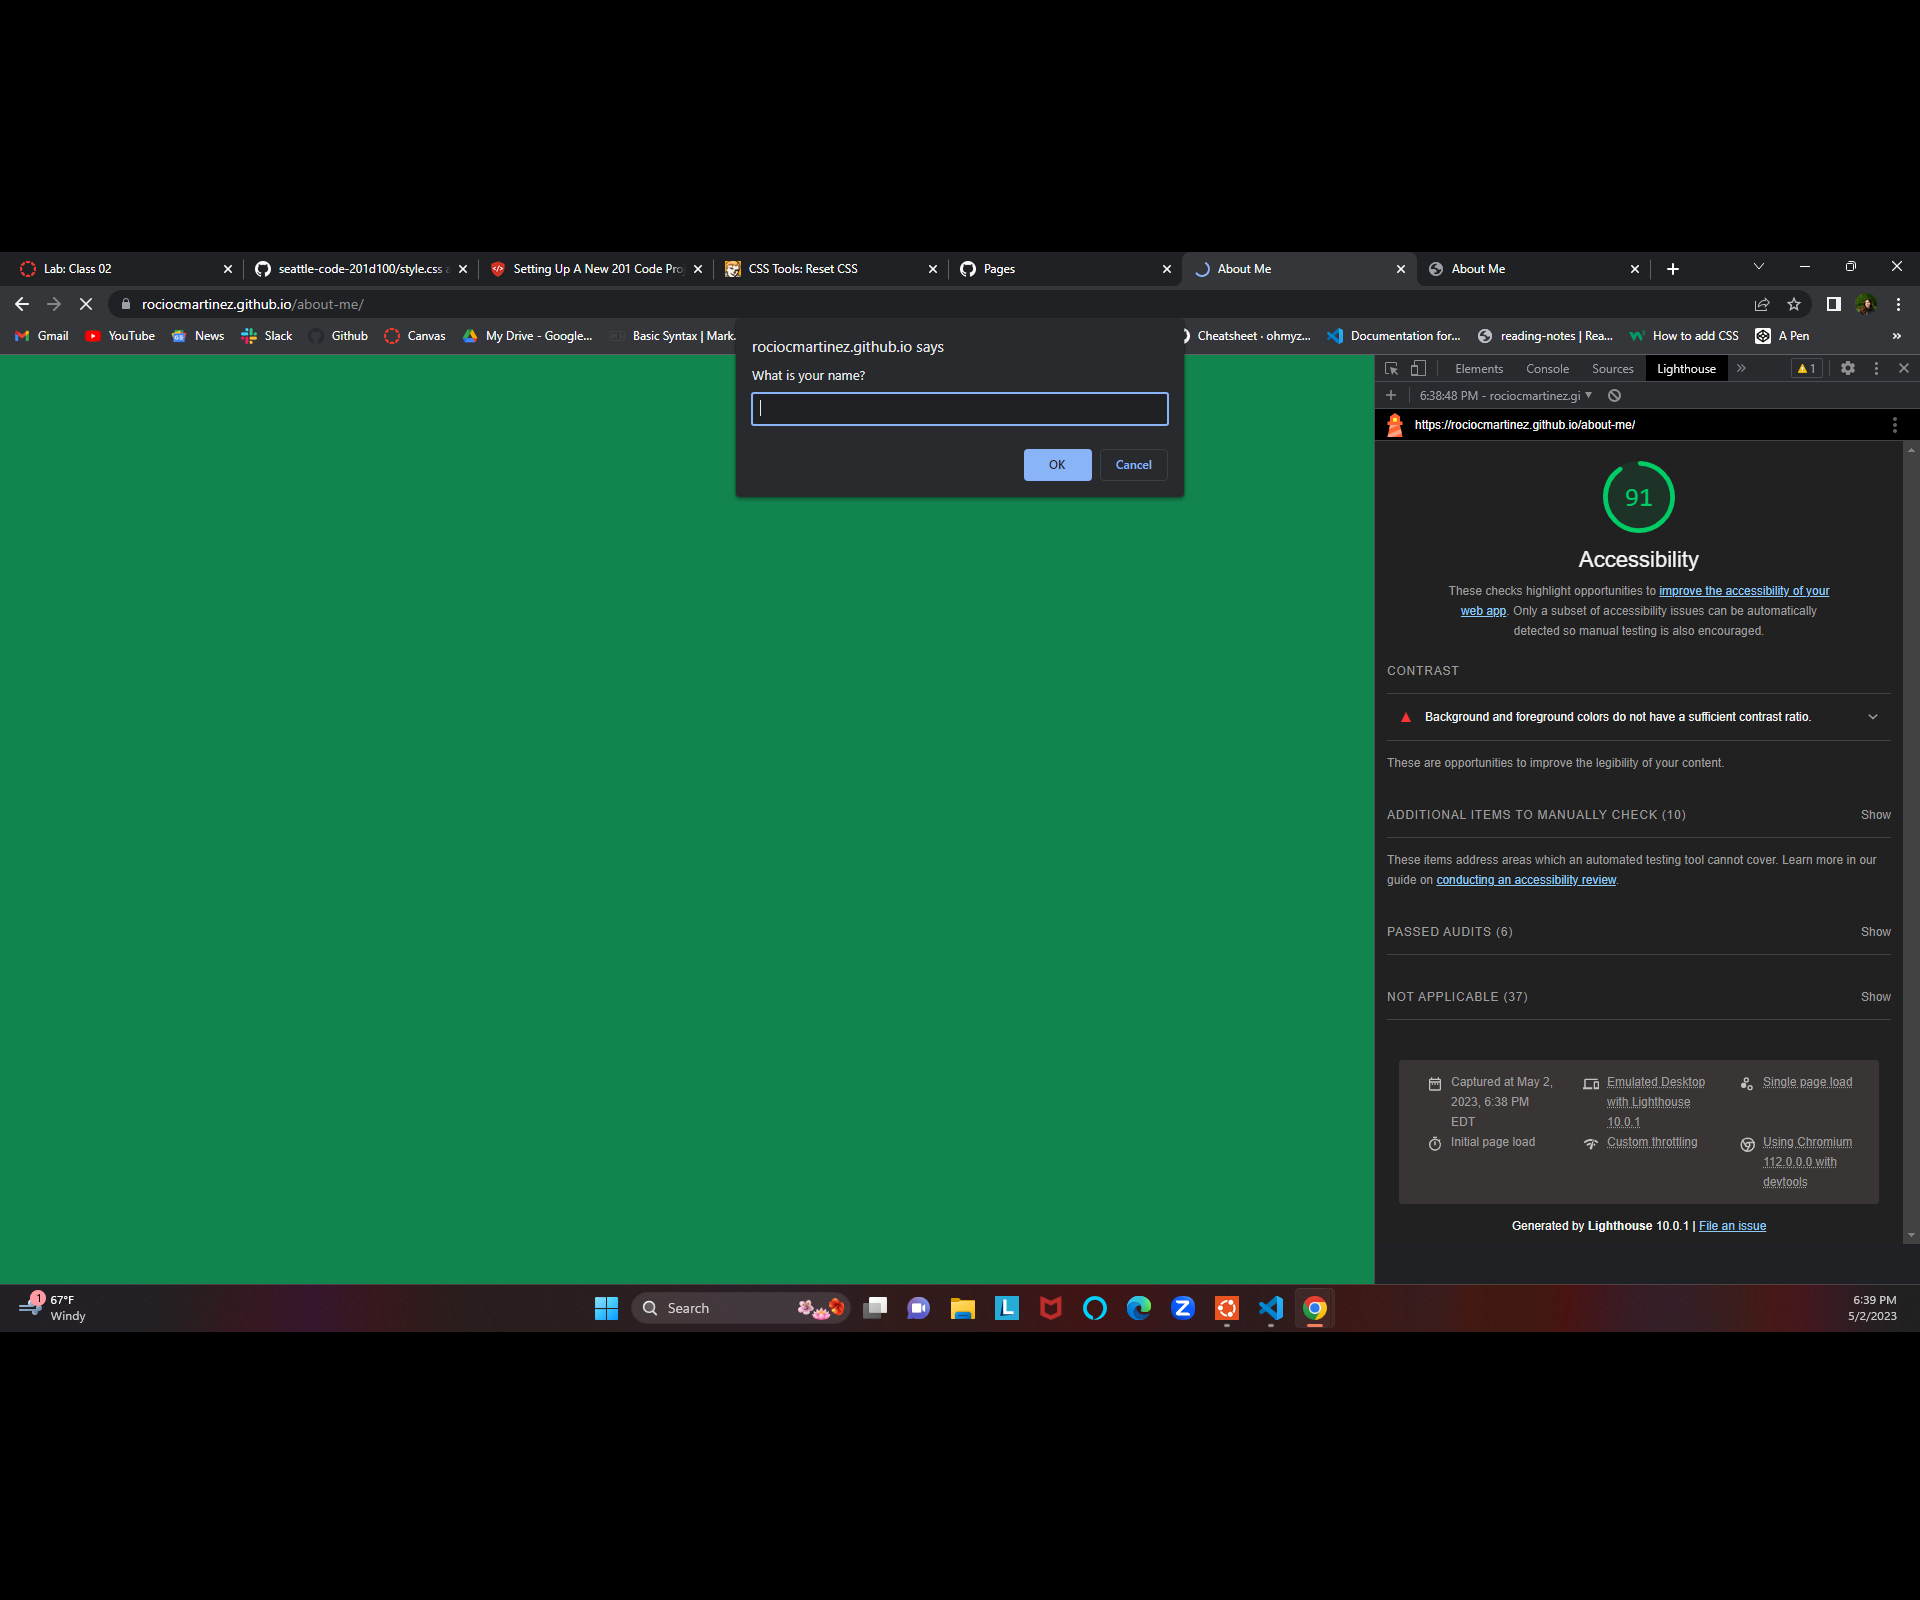 Lab: Class 02
seattle-code-201d100/style.css a
Setting Up A New 201 Code Proj
CSS Tools: Reset CSS
Pages
About Me
About Me
rociocmartinez.github.io/about-me/
Gmail
YouTube
News
Slack
Github
Canvas
My Drive - Google...
Basic Syntax | Mark...
Cheatsheet · ohmyz...
Documentation for...
reading-notes | Rea...
How to add CSS
A Pen
»
rociocmartinez.github.io says
What is your name?
OK
Cancel
Elements
Console
Sources
Lighthouse
»
1
6:38:48 PM - rociocmartinez.gi
https://rociocmartinez.github.io/about-me/
91
Accessibility
These checks highlight opportunities to improve the accessibility of your
web app. Only a subset of accessibility issues can be automatically
detected so manual testing is also encouraged.
CONTRAST
Background and foreground colors do not have a sufficient contrast ratio.
These are opportunities to improve the legibility of your content.
ADDITIONAL ITEMS TO MANUALLY CHECK (10)
Show
These items address areas which an automated testing tool cannot cover. Learn more in our
guide on conducting an accessibility review.
PASSED AUDITS (6)
Show
NOT APPLICABLE (37)
Show
Captured at May 2,
2023, 6:38 PM
EDT
Emulated Desktop
with Lighthouse
10.0.1
Single page load
Initial page load
Custom throttling
Using Chromium
112.0.0.0 with
devtools
Generated by Lighthouse 10.0.1 | File an issue
1
67°F
Windy
Search
L
Z
6:39 PM
5/2/2023